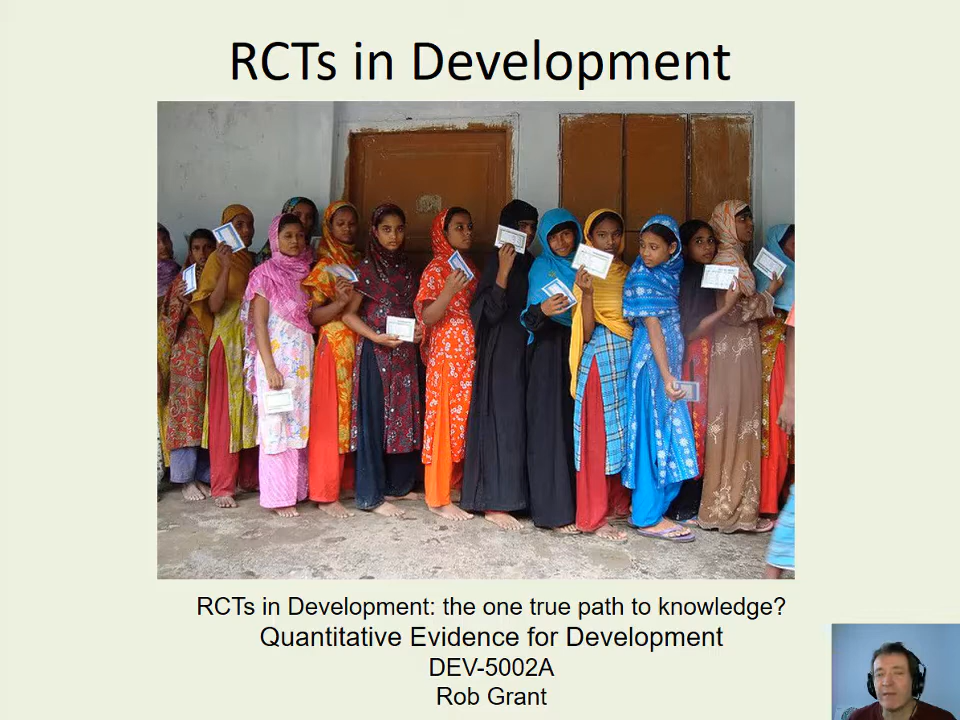 RCTs in Development
RCTs in Development: the one true path to knowledge?
Quantitative Evidence for Development
DEV-5002A
Rob Grant